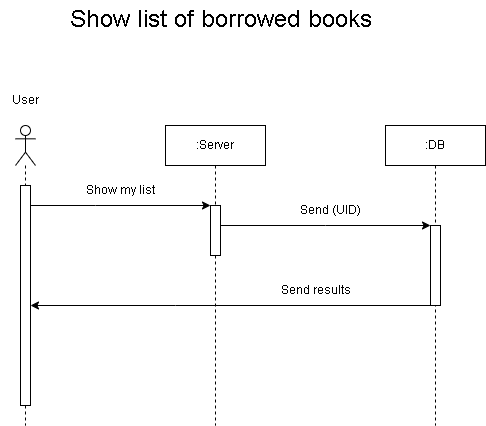 Show list of borrowed books
User
:Server
:DB
Show my list
Send (UID)
Send results